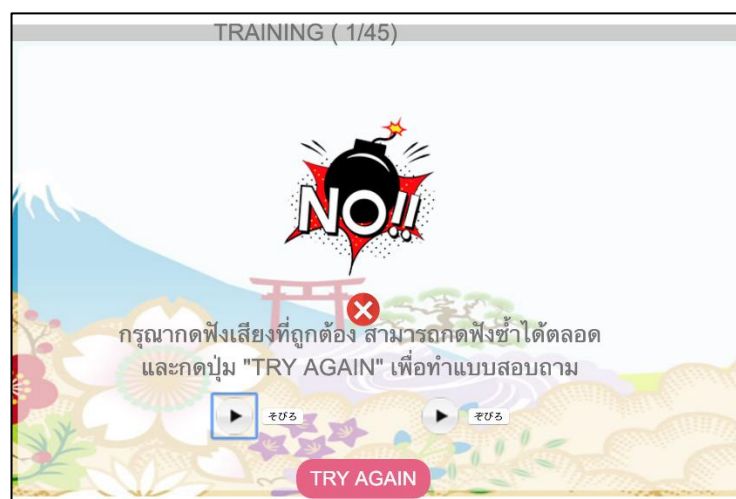 TRAINING ( 1/45)
NO!!
กรุณากดฟังเสียงที่ถูกต้อง สามารถกดฟังซ้ำได้ตลอด
และกดปุ่ม "TRY AGAIN" เพื่อทำแบบสอบถาม
そびろ ぞびろ
TRY AGAIN